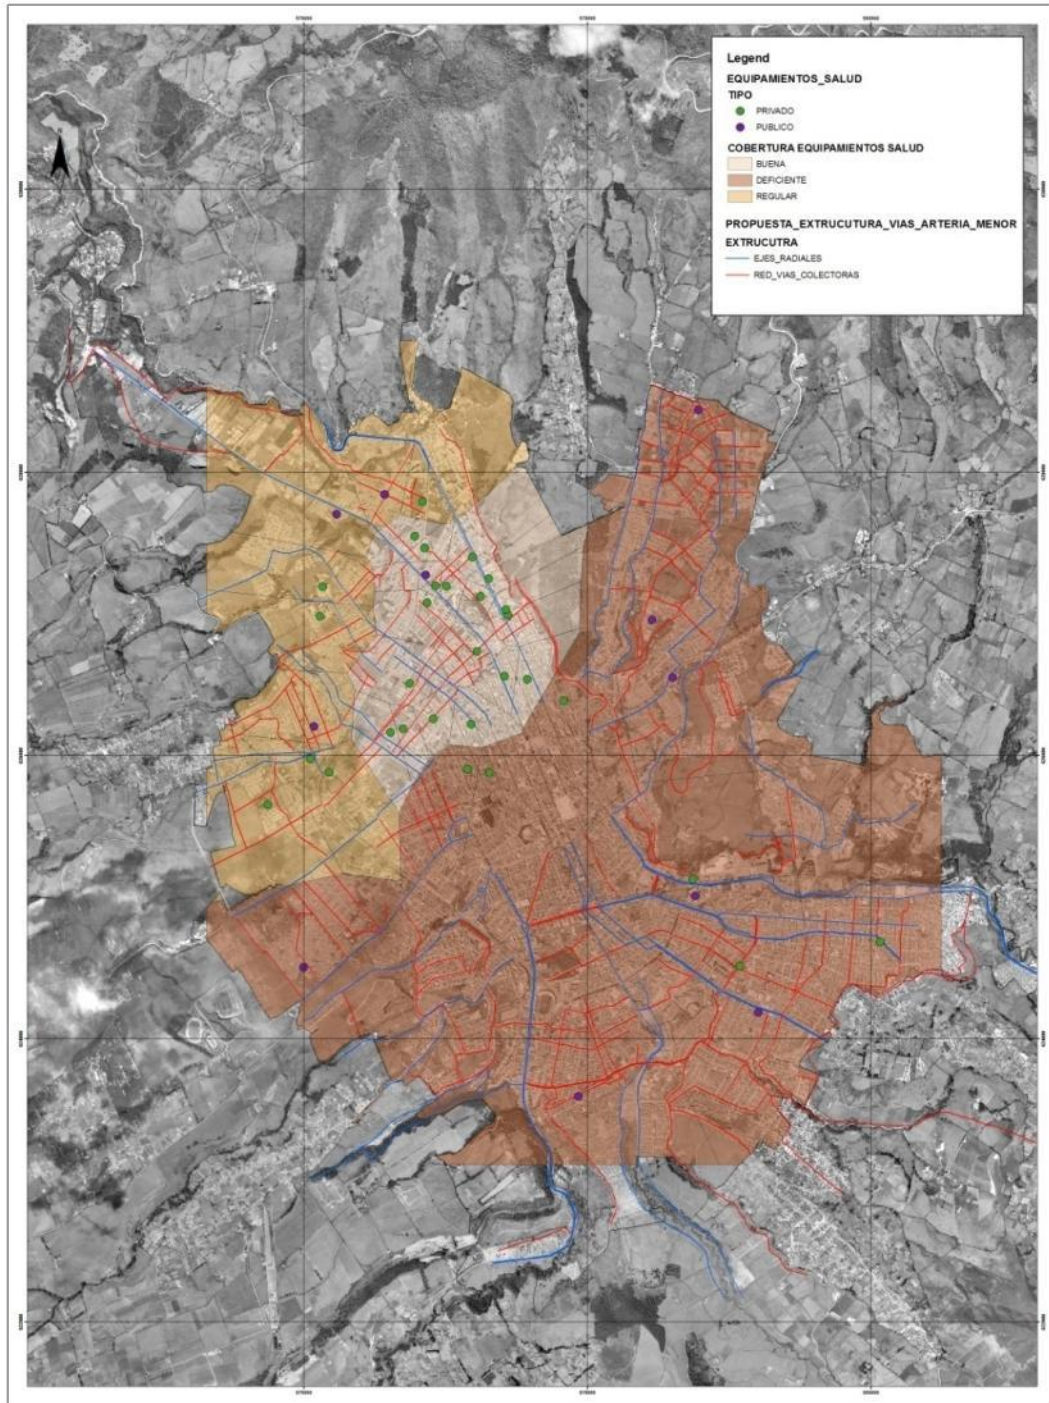 Legend
EQUIPAMIENTOS_SALUD
TIPO
PRIVADO
PUBLICO
COBERTURA EQUIPAMIENTOS SALUD
BUENA
DEFICIENTE
REGULAR
PROPUESTA_EXTRUCUTURA_VIAS_ARTERIA_MENOR
EXTRUCUTRA
EJES_RADIALES
RED_VIAS_COLECTORAS